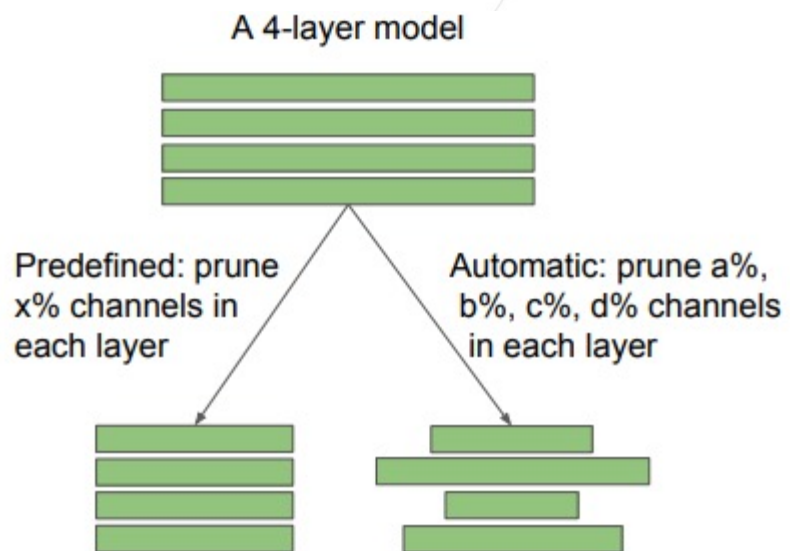 A 4-layer model
Predefined: prune
x% channels in
each layer
Automatic: prune a%,
b%, c%, d% channels
in each layer